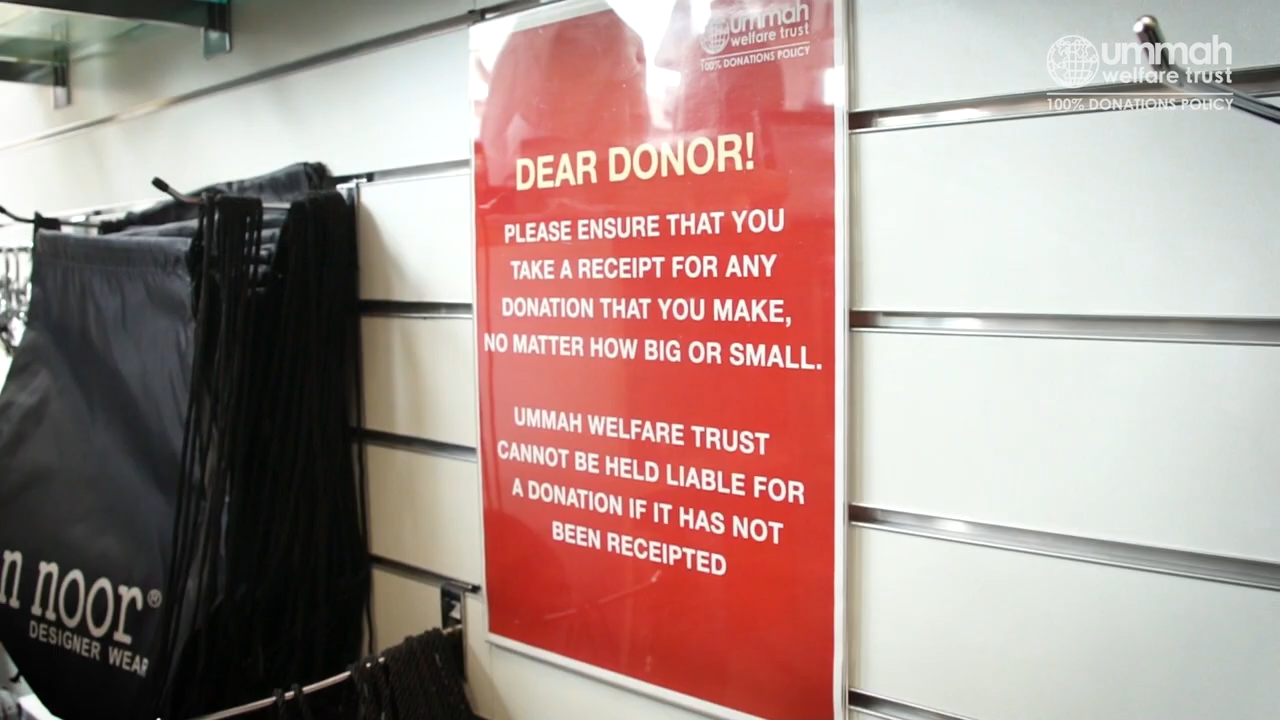 ummah
welfare trust
100% DONATIONS POLICY
DEAR DONOR!
PLEASE ENSURE THAT YOU
TAKE A RECEIPT FOR ANY
DONATION THAT YOU MAKE,
NO MATTER HOW BIG OR SMALL.
UMMAH WELFARE TRUST
CANNOT BE HELD LIABLE FOR
A DONATION IF IT HAS NOT
BEEN RECEIPTED
ummah
welfare trust
100% DONATIONS POLICY
n noor®
DESIGNER WEAR